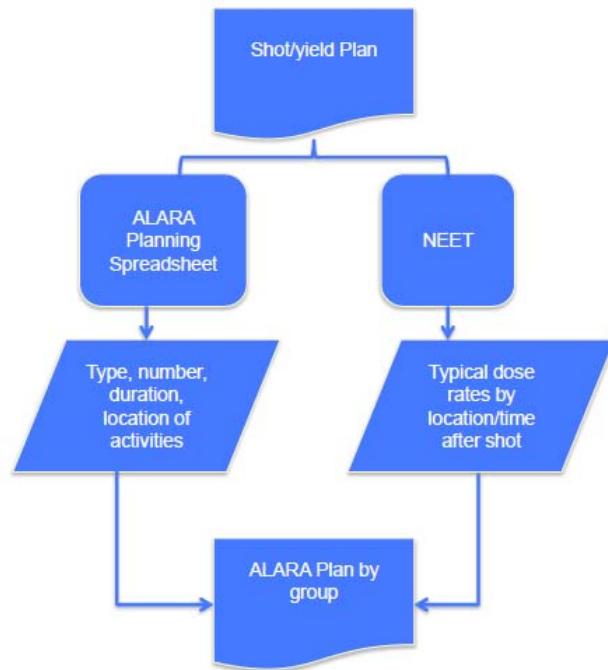 Shot/yield Plan
ALARA
Planning
Spreadsheet
NEET
Type, number,
duration,
location of
activities
Typical dose
rates by
location/time
after shot
ALARA Plan by
group